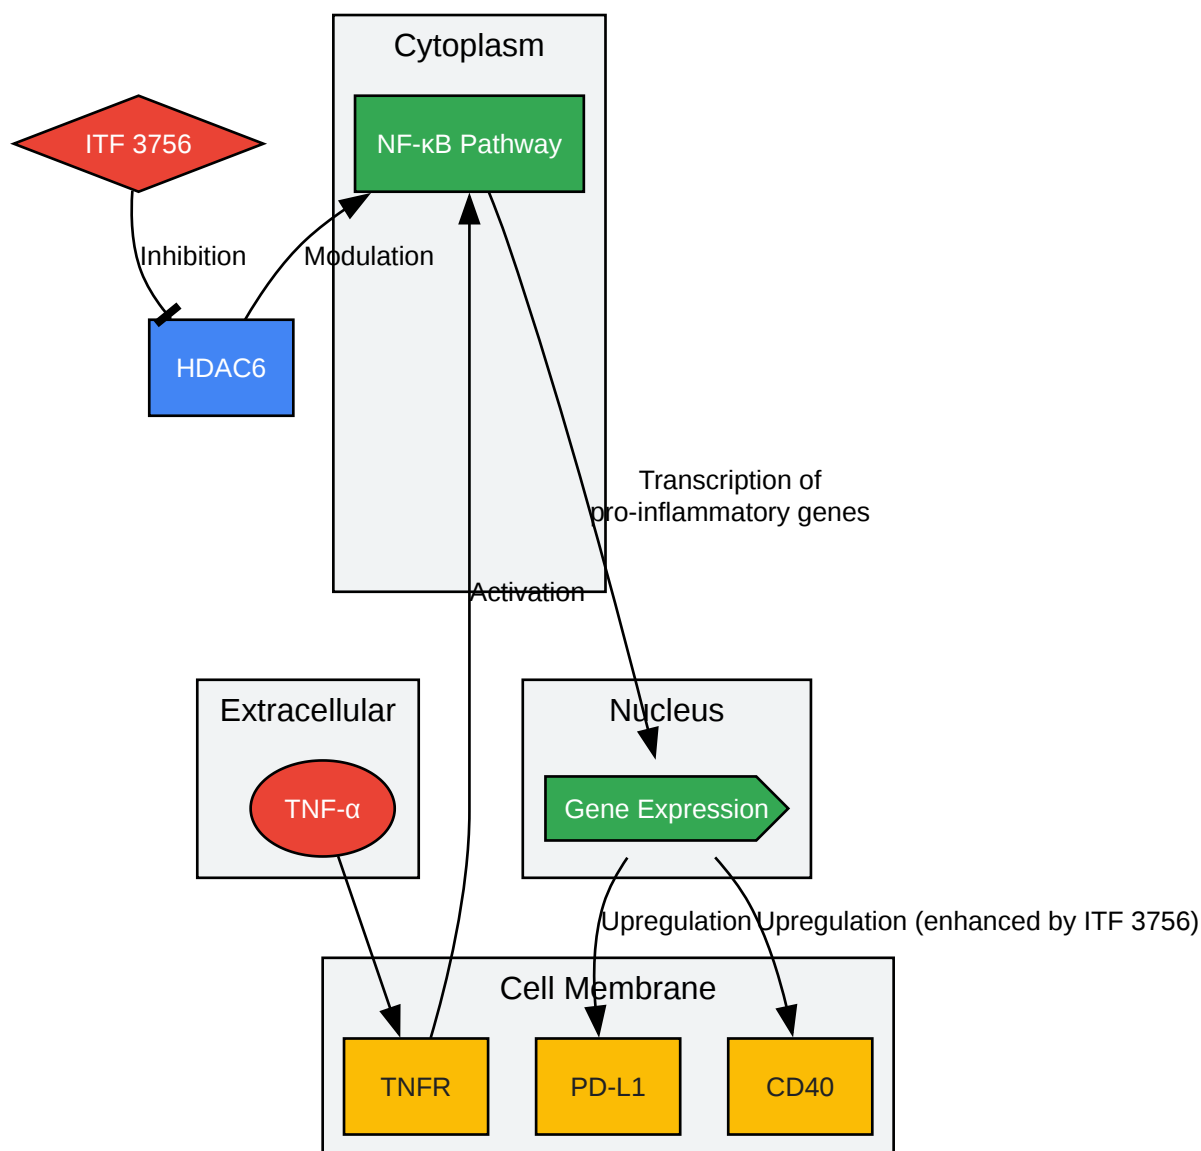 Cytoplasm
ITF 3756
NF-κB Pathway
Inhibition
Modulation
HDAC6
Transcription of
pro-inflammatory genes
Activation
Extracellular
Nucleus
TNF-α
Gene Expression
Upregulation
Upregulation (enhanced by ITF 3756)
Cell Membrane
TNFR
PD-L1
CD40